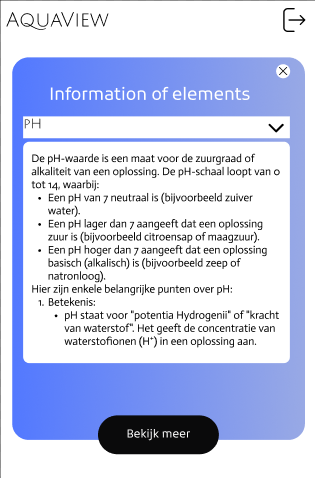 AQUAVIEW
Information of elements
PH
De pH-waarde is een maat voor de zuurgraad of
alkaliteit van een oplossing. De pH-schaal loopt van 0
tot 14, waarbij:
• Een pH van 7 neutraal is (bijvoorbeeld zuiver
water).
• Een pH lager dan 7 aangeeft dat een oplossing
zuur is (bijvoorbeeld citroensap of maagzuur).
• Een pH hoger dan 7 aangeeft dat een oplossing
basisch (alkalisch) is (bijvoorbeeld zeep of
natronloog).
Hier zijn enkele belangrijke punten over pH:
1. Betekenis:
• pH staat voor "potentia Hydrogenii" of "kracht
van waterstof". Het geeft de concentratie van
waterstofionen (H⁺) in een oplossing aan.
Bekijk meer